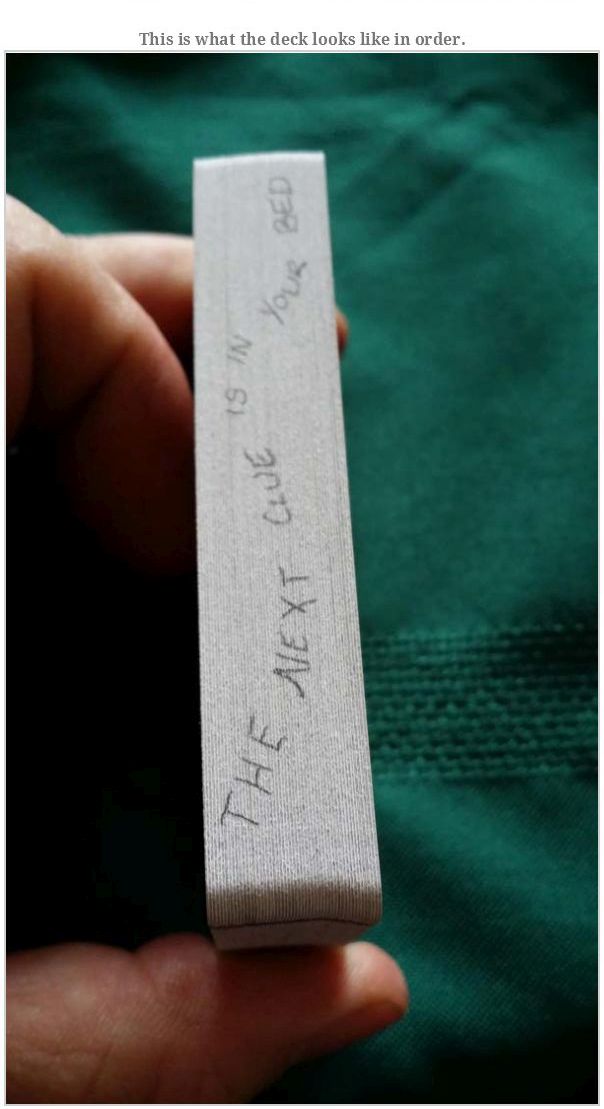 This is what the deck looks like in order.
THE NEXT CLUE IS IN YOUR BED